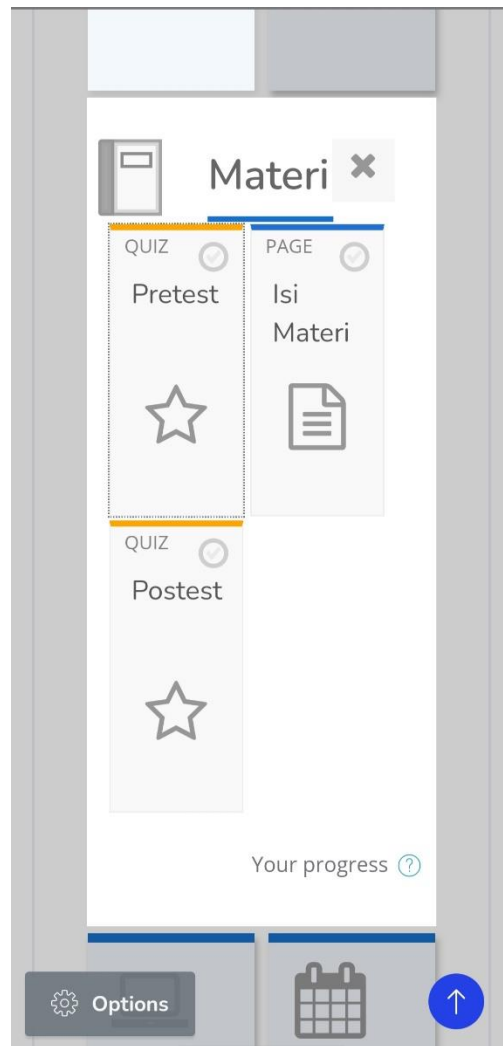 Materi
QUIZ
Pretest
PAGE
Isi
Materi
QUIZ
Postest
Your progress
Options